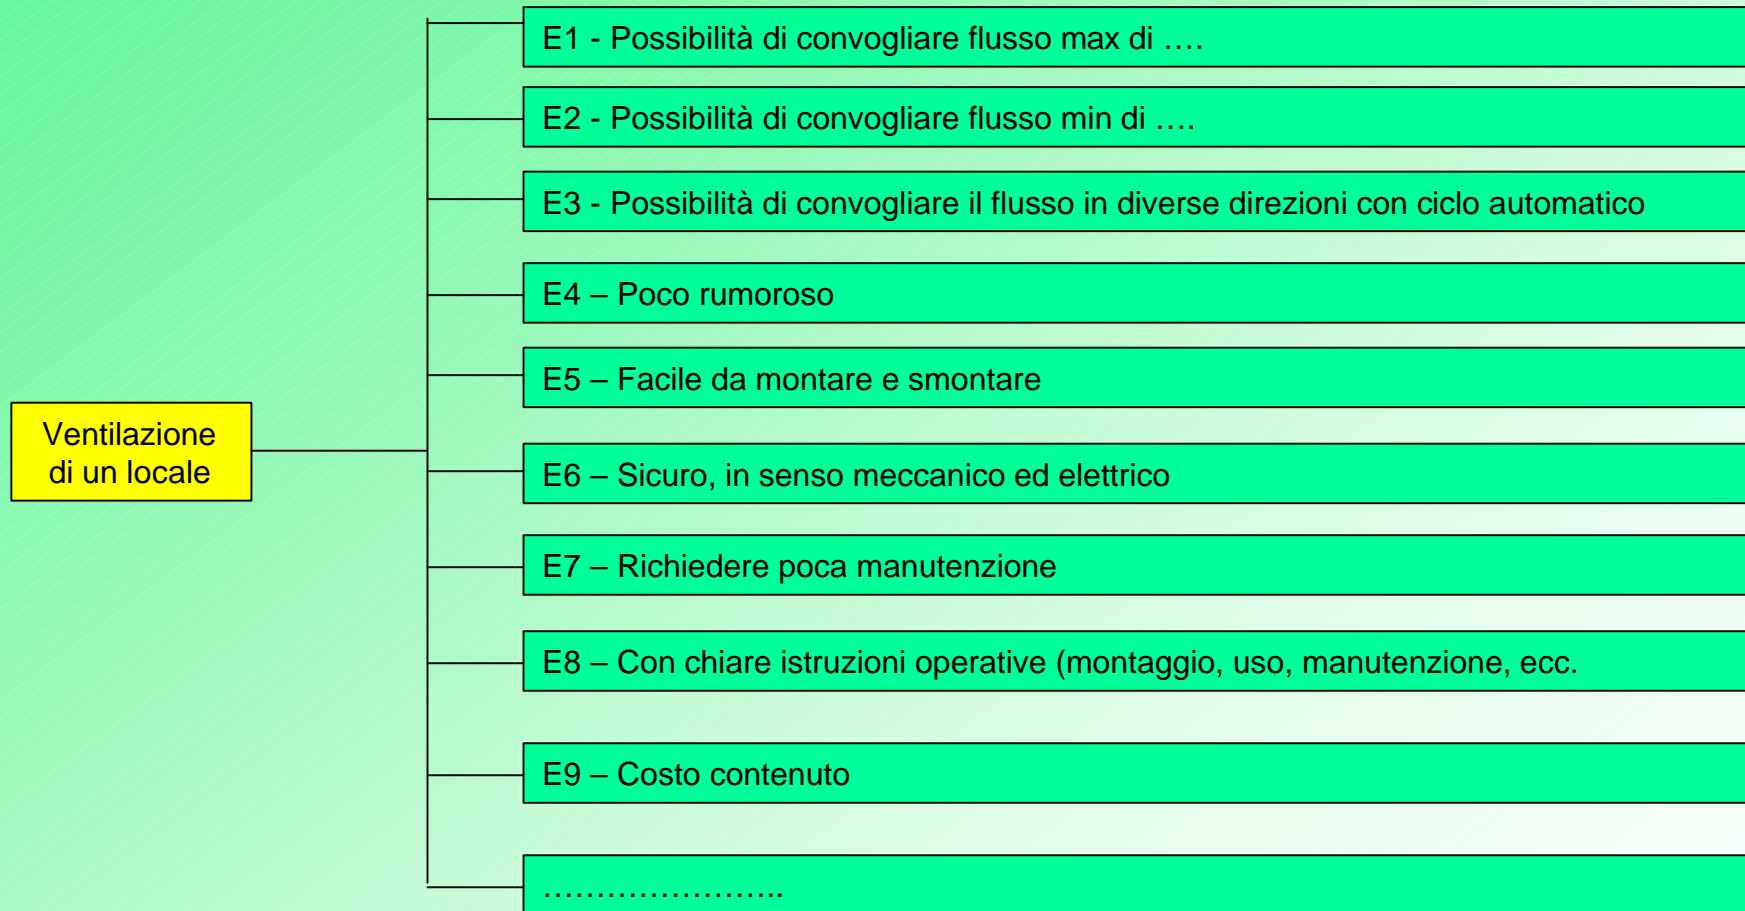 E1 - Possibilità di convogliare flusso max di ….
E2 - Possibilità di convogliare flusso min di ….
E3 - Possibilità di convogliare il flusso in diverse direzioni con ciclo automatico
E4 – Poco rumoroso
E5 – Facile da montare e smontare
Ventilazione
di un locale
E6 – Sicuro, in senso meccanico ed elettrico
E7 – Richiedere poca manutenzione
E8 – Con chiare istruzioni operative (montaggio, uso, manutenzione, ecc.
E9 – Costo contenuto
…………………..